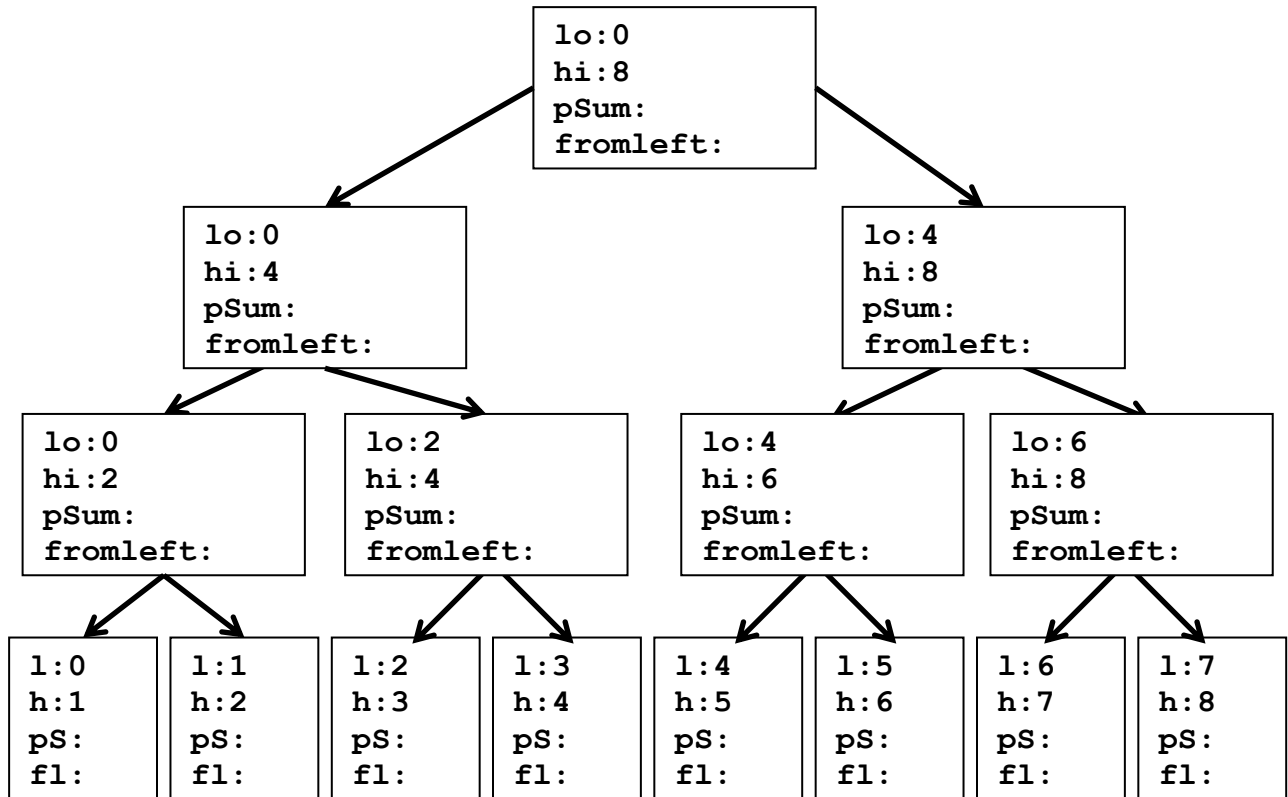 lo:0
hi:8
pSum:
fromleft:
lo:0
hi:4
pSum:
fromleft:
lo:4
hi:8
pSum:
fromleft:
lo:0
hi:2
pSum:
fromleft:
lo:2
hi:4
pSum:
fromleft:
lo:4
hi:6
pSum:
fromleft:
lo:6
hi:8
pSum:
fromleft:
l:0
h:1
pS:
fl:
l:1
h:2
pS:
fl:
l:2
h:3
pS:
fl:
l:3
h:4
pS:
fl:
l:4
h:5
pS:
fl:
l:5
h:6
pS:
fl:
l:6
h:7
pS:
fl:
l:7
h:8
pS:
fl: